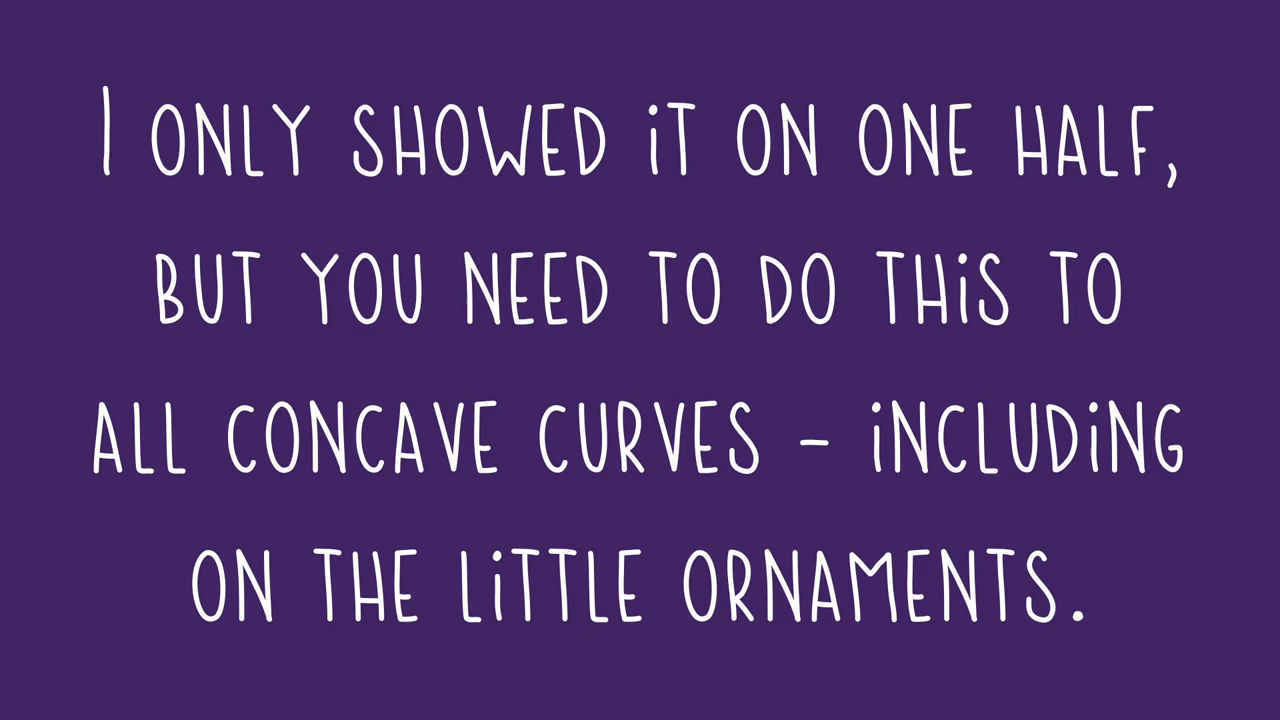 I ONLY SHOWED iT ON ONE HALF,
BUT YOU NEED TO DO THiS TO
ALL CONCAVE CURVES - iNCLUDiNG
ON THE LiTTLE ORNAMENTS.